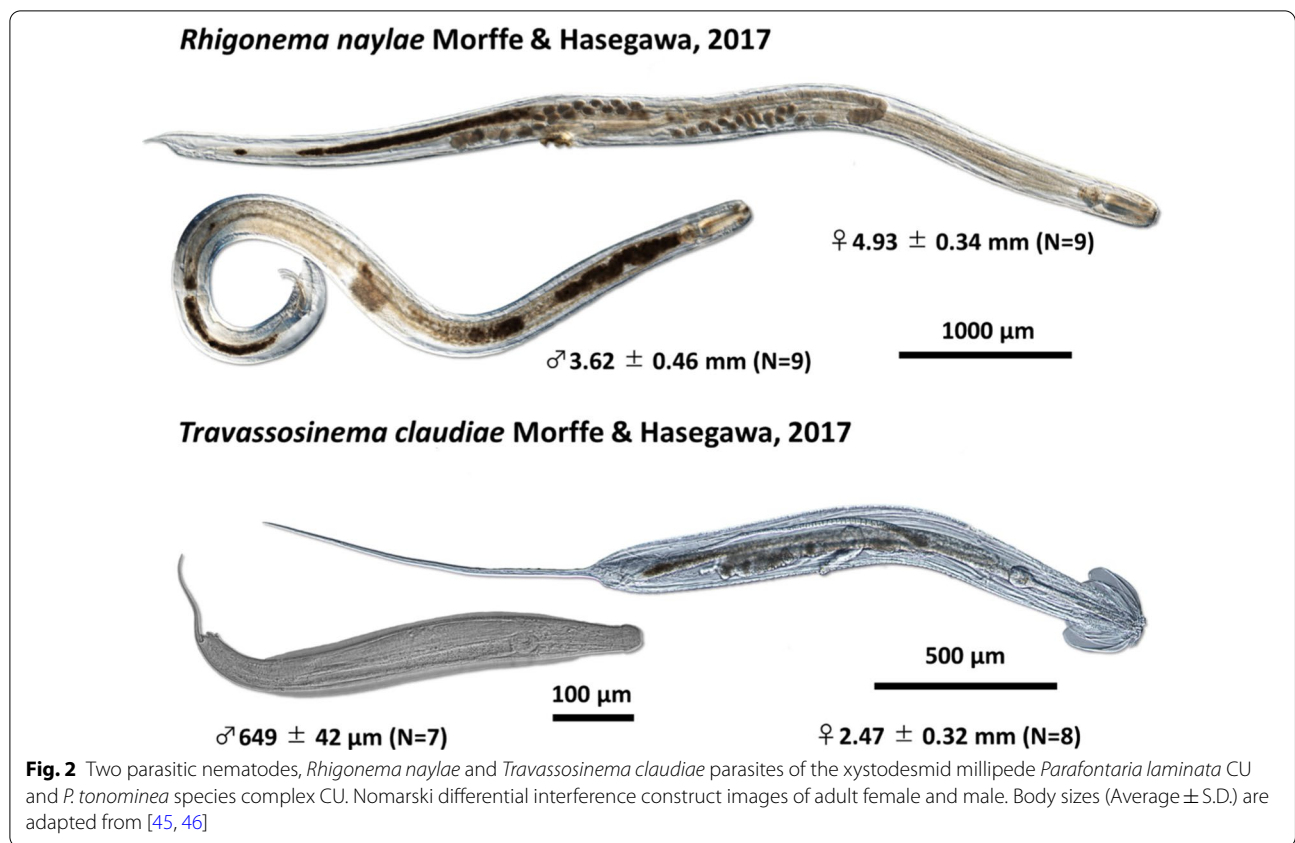 Rhigonema naylae Morffe & Hasegawa, 2017
♀4.93 ± 0.34 mm (N=9)
1000 µm
♂3.62 ± 0.46 mm (N=9)
Travassosinema claudiae Morffe & Hasegawa, 2017
500 µm
100 µm
♂649 ± 42 µm (N=7)
♀2.47 ± 0.32 mm (N=8)
Fig. 2 Two parasitic nematodes, Rhigonema naylae and Travassosinema claudiae parasites of the xystodesmid millipede Parafontaria laminata CU
and P. tonominea species complex CU. Nomarski differential interference construct images of adult female and male. Body sizes (Average ± S.D.) are
adapted from [45, 46]